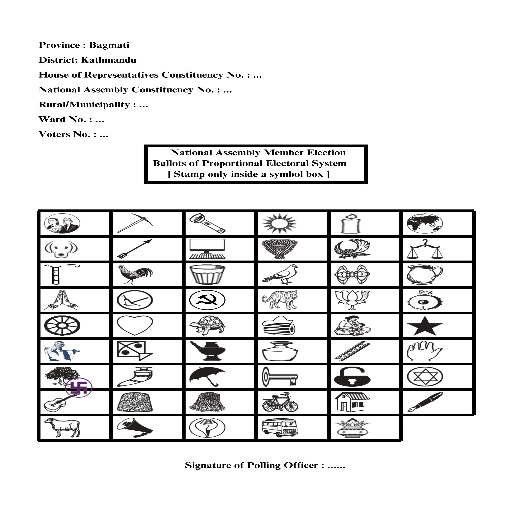 Province : Bagmati
District: Kathmandu
House of Representatives Constituency No. : ...
National Assembly Constituency No. : ...
Rural/Municipality : ...
Ward No. : ...
Voters No. : ...
National Assembly Member Election
Ballots of Proportional Electoral System
[ Stamp only inside a symbol box ]
Signature of Polling Officer : ......